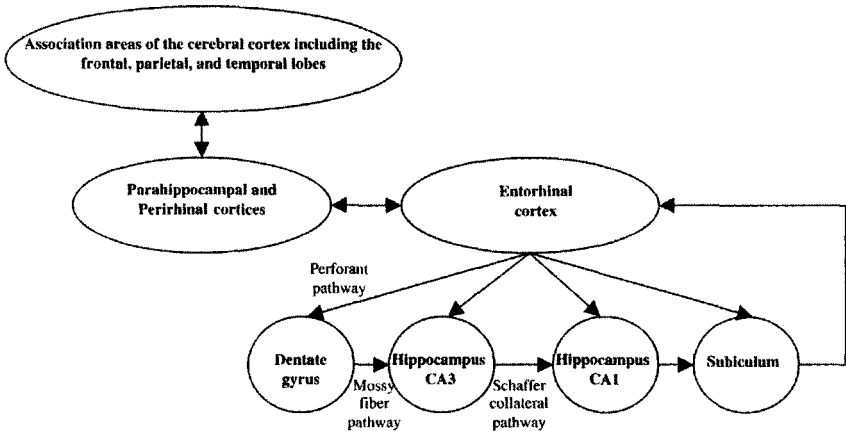 Association areas of the cerebral cortex including the
frontal, parietal, and temporal lobes
Parahippocampal and
Perirhinal cortices
Entorhinal
cortex
Perforant
pathway
Dentate
gyrus
Hippocampus
CA3
Hippocampus
CA1
Subiculum
Mossy
fiber
pathway
Schaffer
collateral
pathway